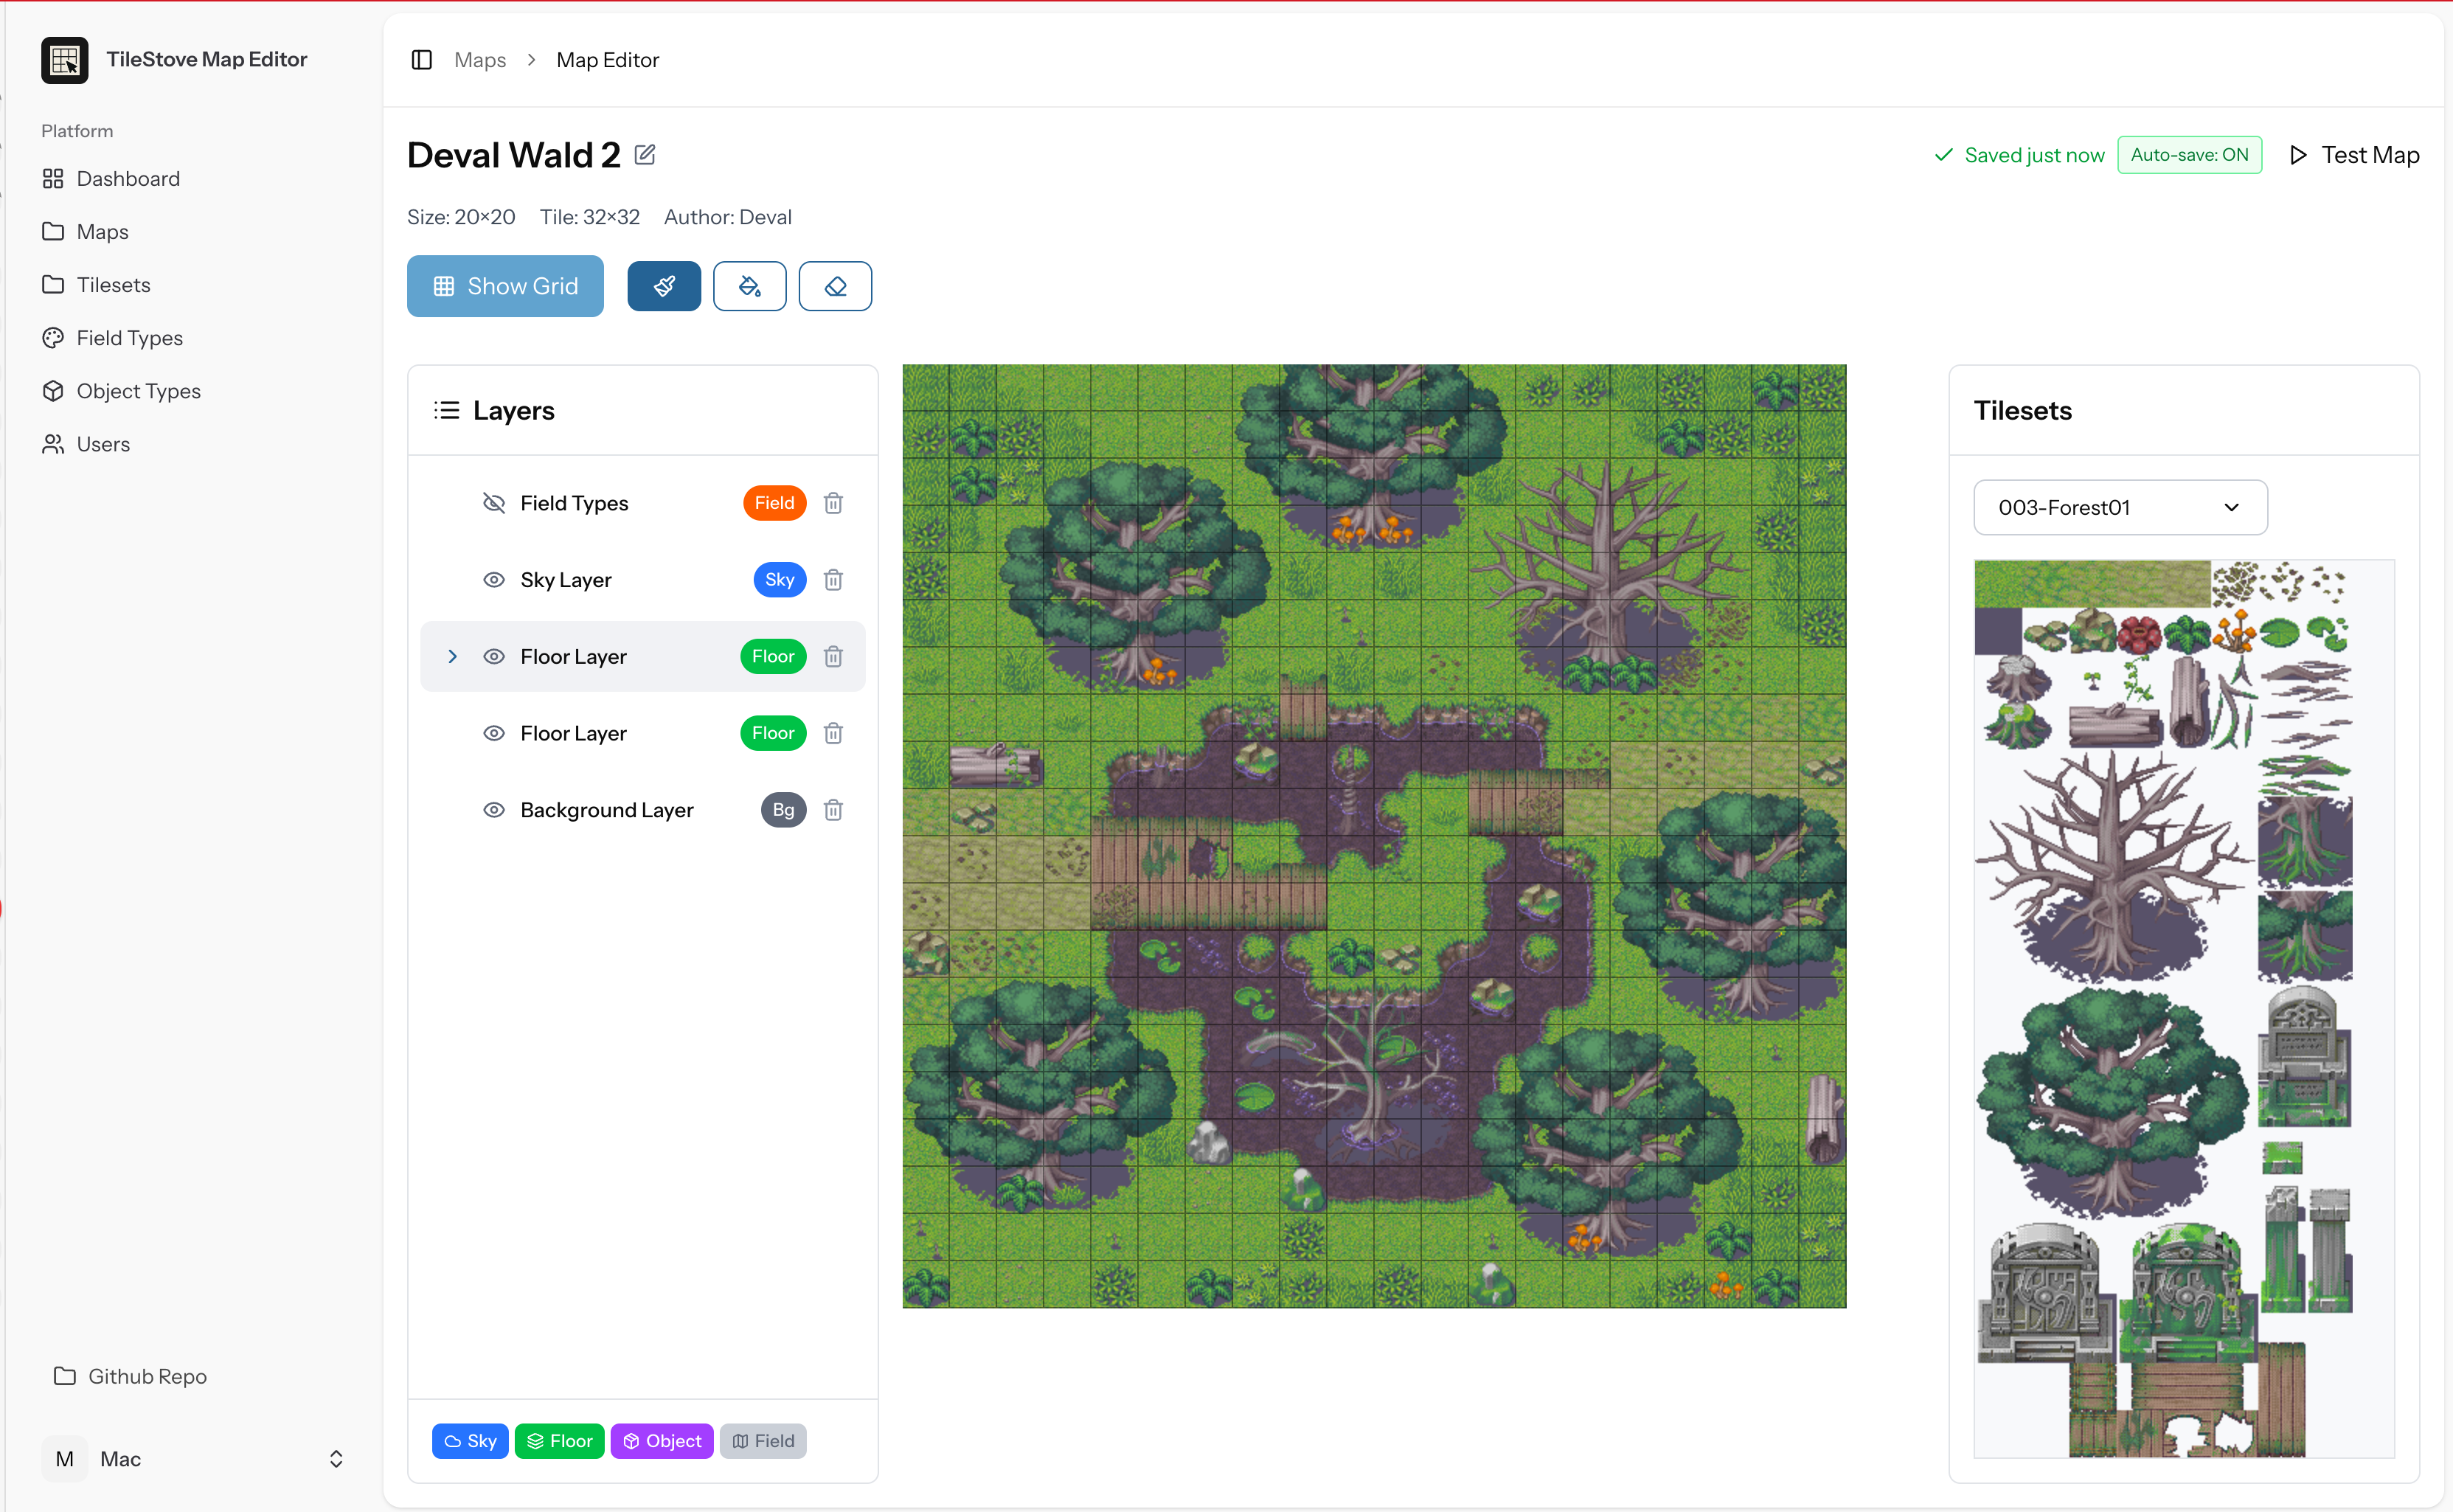 TileStove Map Editor
Platform
Dashboard
Maps
Tilesets
Field Types
Object Types
Users
Github Repo
M Mac
Maps > Map Editor
Deval Wald 2
Saved just now
Auto-save: ON
Test Map
Size: 20×20 Tile: 32×32 Author: Deval
Show Grid
Layers
Field Types Field
Sky Layer Sky
Floor Layer Floor
Floor Layer Floor
Background Layer Bg
Sky Floor Object Field
Tilesets
003-Forest01